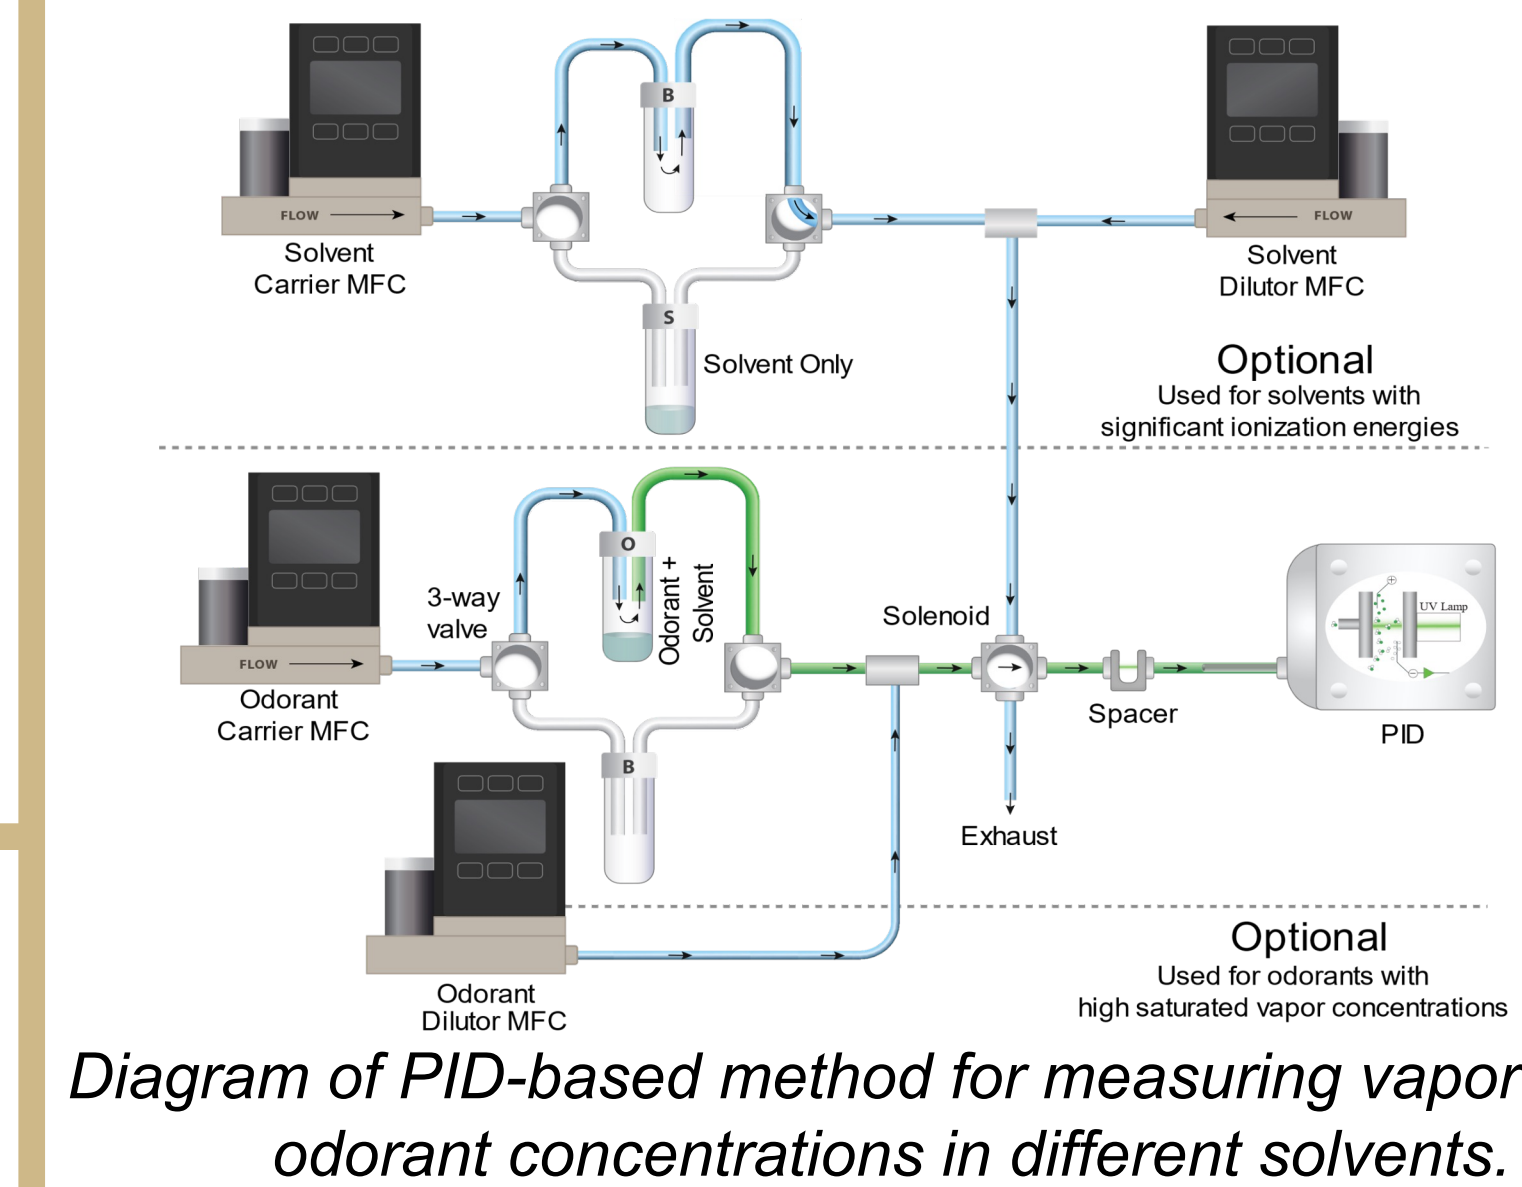 B
FLOW
FLOW
Solvent
Carrier MFC
Solvent
Dilutor MFC
S
Solvent Only
Optional
Used for solvents with
significant ionization energies
O
Odorant +
Solvent
3-way
valve
Solenoid
UV Lamp
FLOW
Odorant
Carrier MFC
Spacer
PID
B
Exhaust
Optional
Used for odorants with
high saturated vapor concentrations
Odorant
Dilutor MFC
Diagram of PID-based method for measuring vapor
odorant concentrations in different solvents.